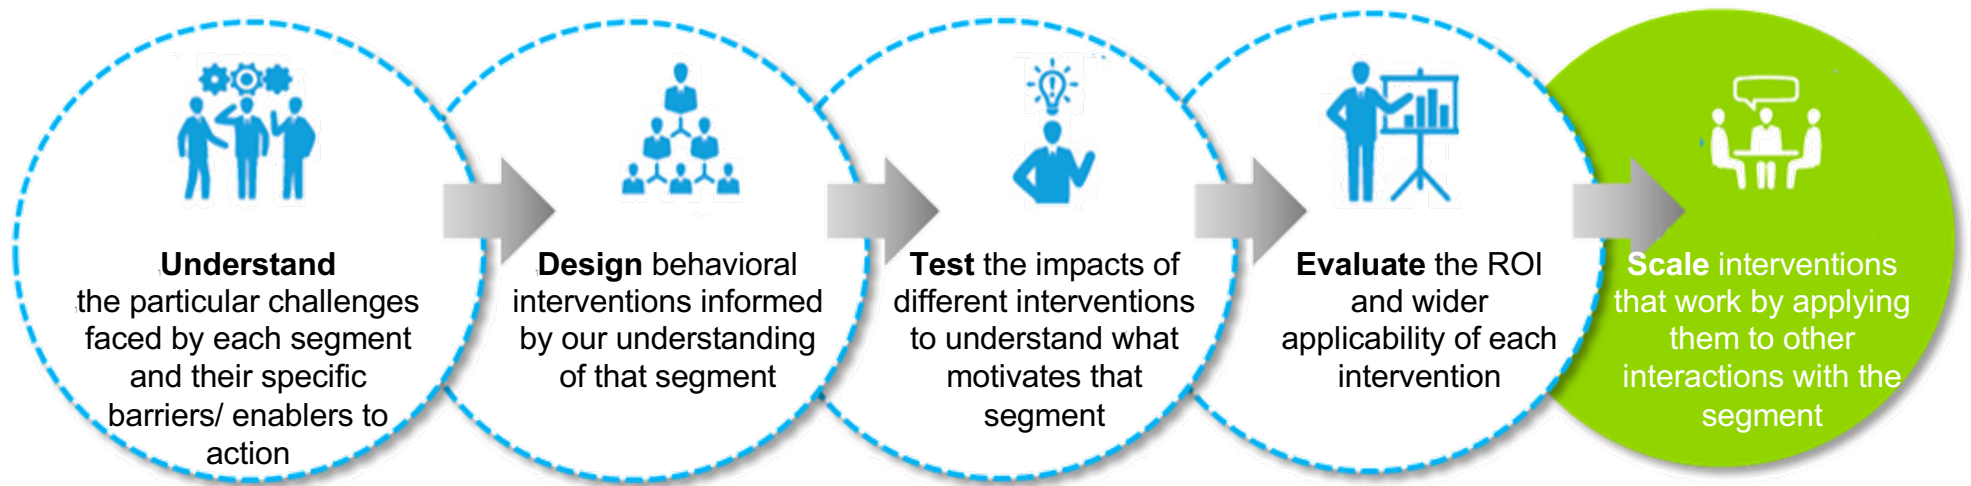 Understand
the particular challenges
faced by each segment
and their specific
barriers/ enablers to
action
Design behavioral
interventions informed
by our understanding
of that segment
Test the impacts of
different interventions
to understand what
motivates that
segment
Evaluate the ROI
and wider
applicability of each
intervention
Scale interventions
that work by applying
them to other
interactions with the
segment